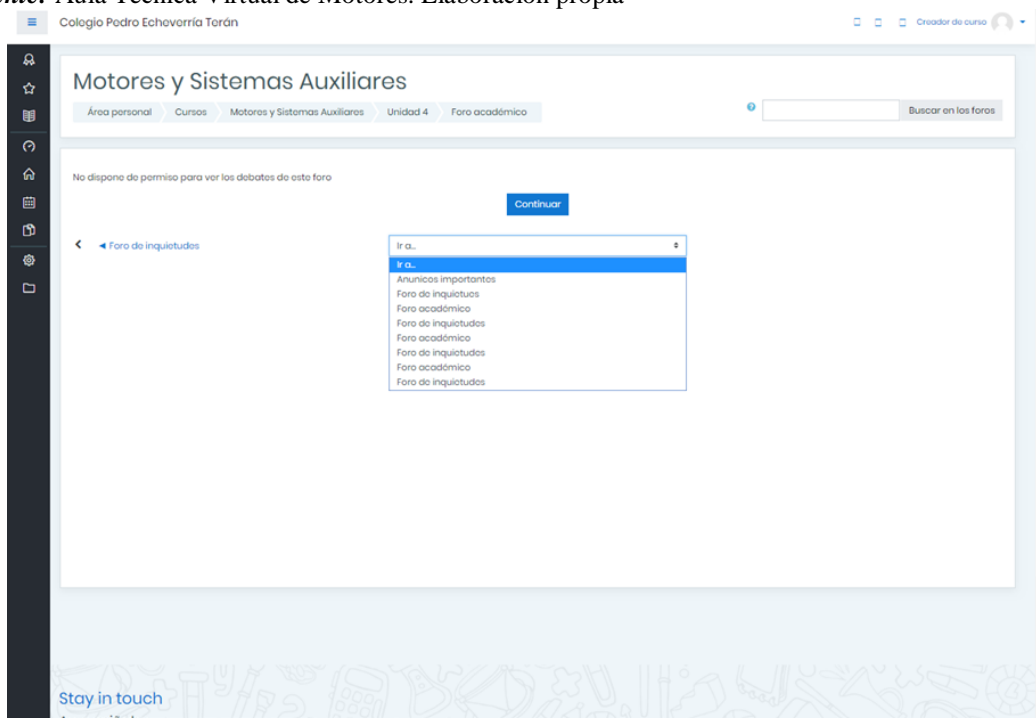 Aula Técnica Virtual de Motores. Elaboración propia
Colegio Pedro Echeverría Terán
Creador de curso
Motores y Sistemas Auxiliares
Área personal
Cursos
Motores y Sistemas Auxiliares
Unidad 4
Foro académico
Buscar en los foros
No dispone de permiso para ver los debates de este foro
Continuar
◄ Foro de inquietudes
Ir a...
Ir a...
Anunicos importantes
Foro de inquietues
Foro académico
Foro de inquietudes
Foro académico
Foro de inquietudes
Foro académico
Foro de inquietudes
Stay in touch